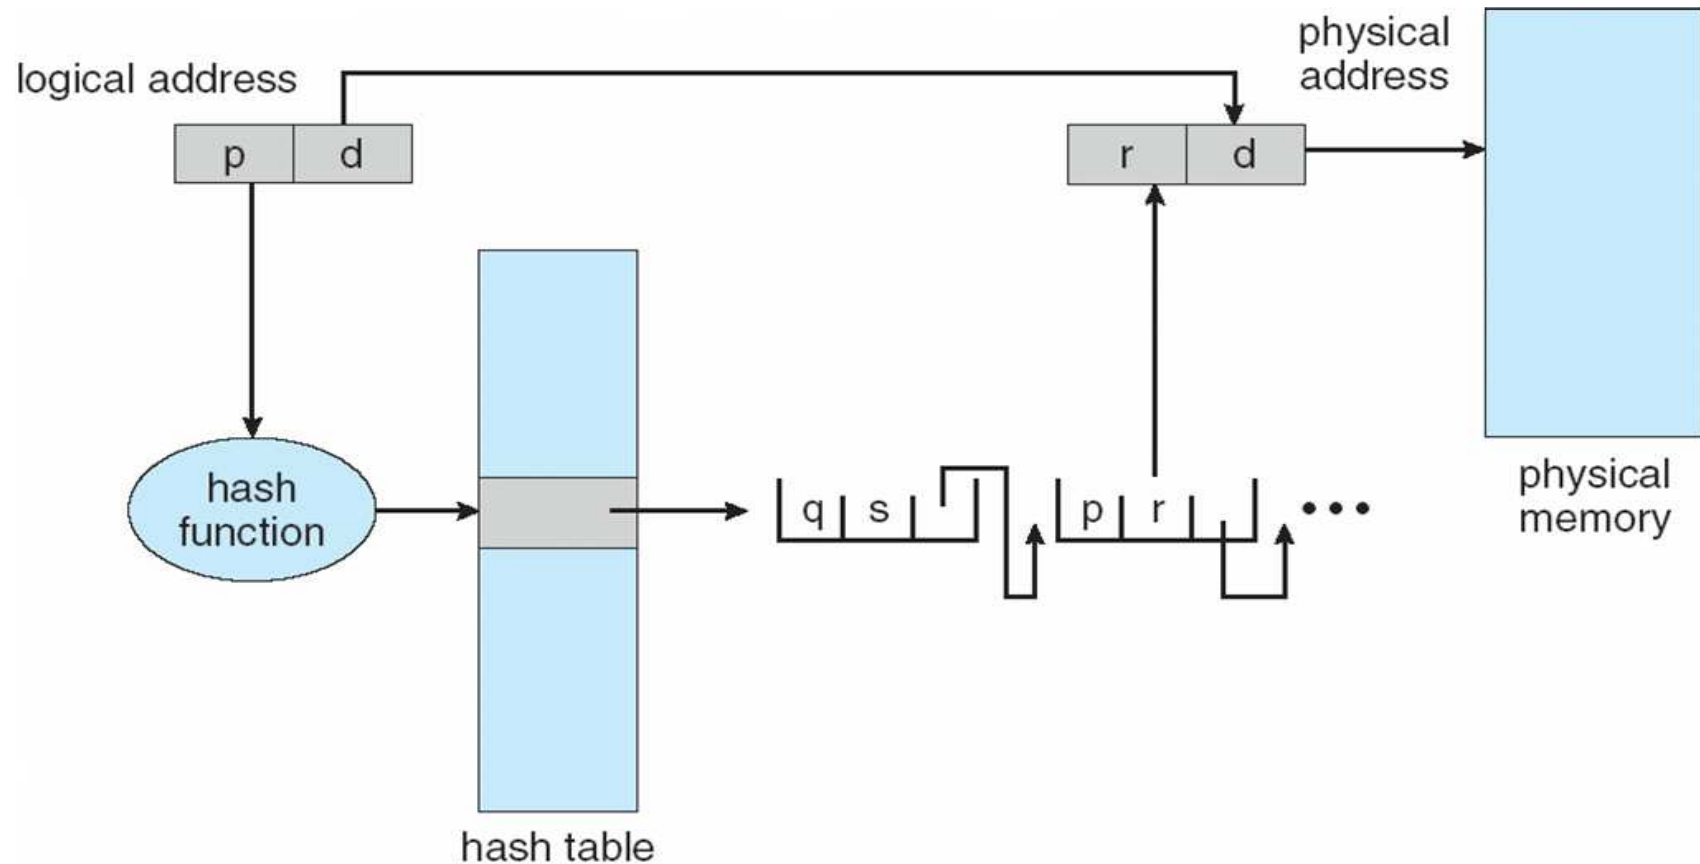 logical address
p d
physical
address
r d
hash
function
q s p r •••
physical
memory
hash table